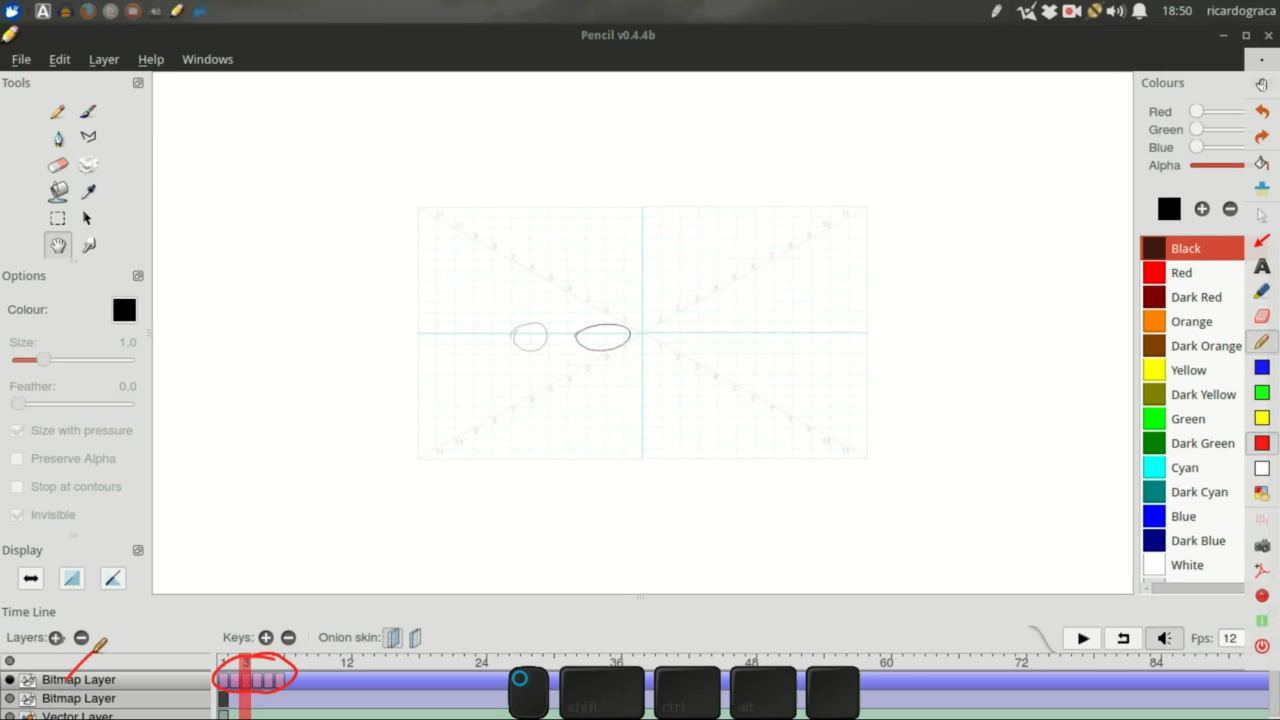 18:50 ricardograca
Pencil v0.4.4b
File Edit Layer Help Windows
Tools
Options
Colour:
Size: 1,0
Feather: 0,0
Size with pressure
Preserve Alpha
Stop at contours
Invisible
Display
Colours
Red
Green
Blue
Alpha
Black
Red
Dark Red
Orange
Dark Orange
Yellow
Dark Yellow
Green
Dark Green
Cyan
Dark Cyan
Blue
Dark Blue
White
Time Line
Layers: Keys: Onion skin: Fps: 12
12 24 36 48 60 72 84
Bitmap Layer
Bitmap Layer
Vector Layer
shift ctrl alt